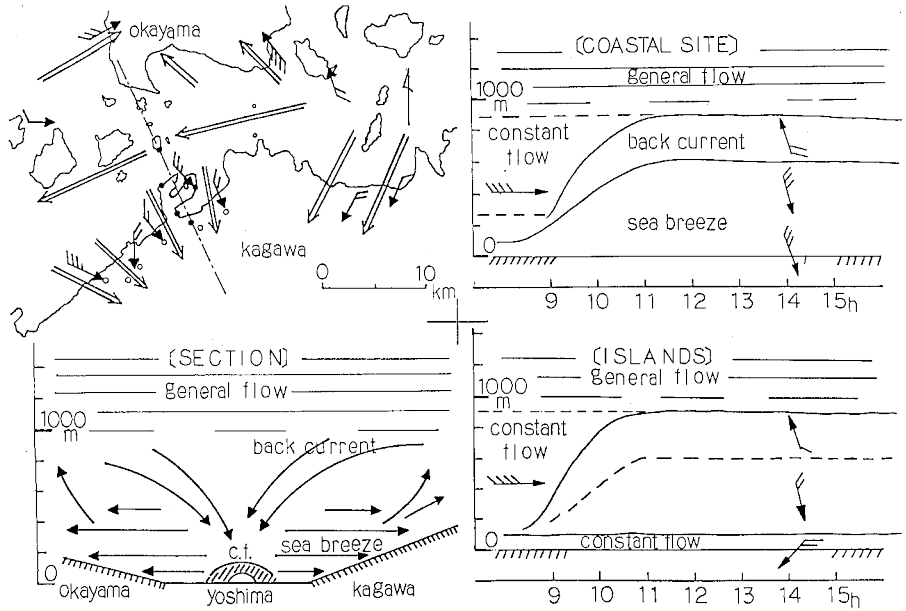 okayama
kagawa
0 10
km
[COASTAL SITE]
general flow
1000
m
constant
flow
back current
sea breeze
0
9 10 11 12 13 14 15h
[SECTION]
general flow
1000
m
back current
c.f.
sea breeze
0
okayama yoshima kagawa
[ISLANDS]
general flow
1000
m
constant
flow
constant flow
0
9 10 11 12 13 14 15h